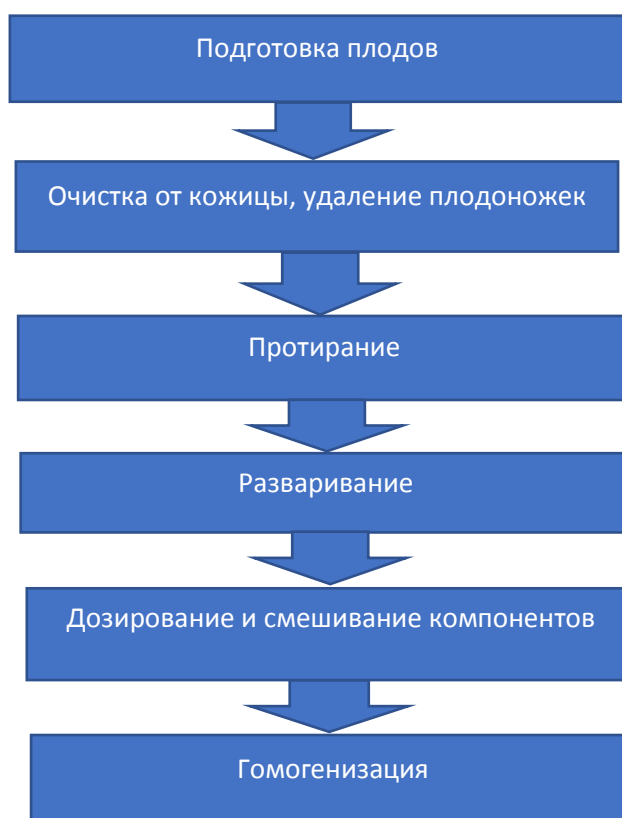 Подготовка плодов
Очистка от кожицы, удаление плодоножек
Протирание
Разваривание
Дозирование и смешивание компонентов
Гомогенизация